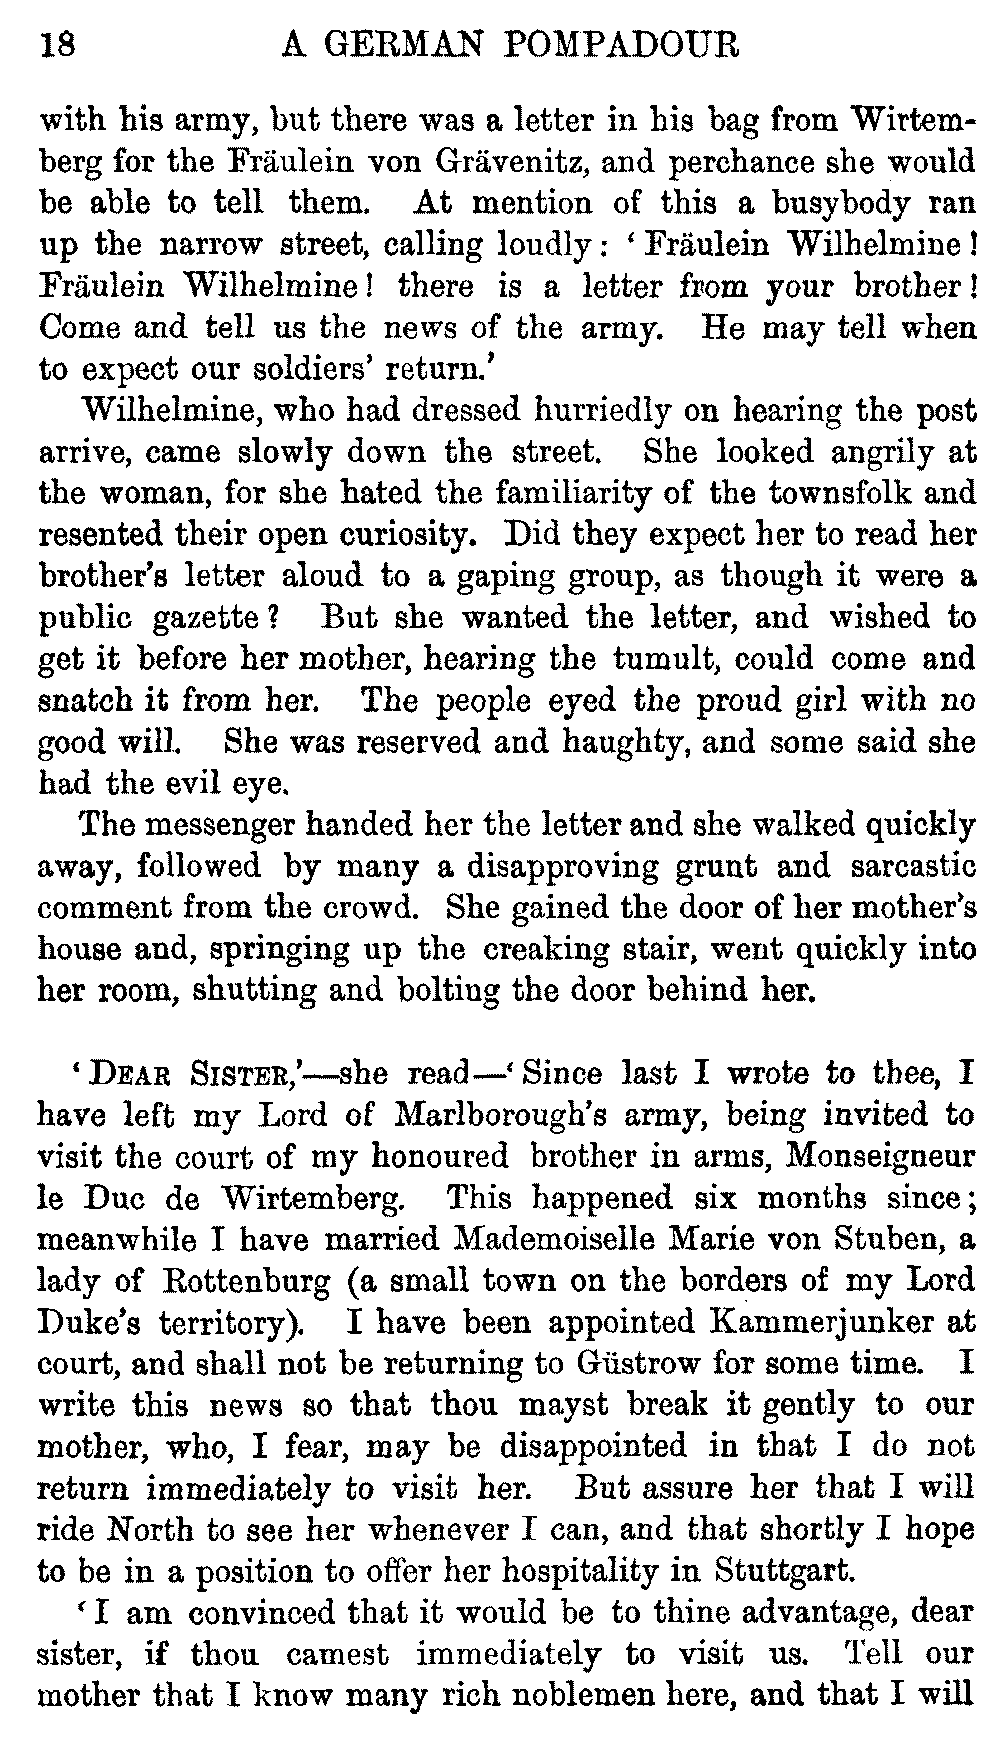 18 A GERMAN POMPADOUR
with his army, but there was a letter in his bag from Wirtem-
berg for the Fräulein von Grävenitz, and perchance she would
be able to tell them. At mention of this a busybody ran
up the narrow street, calling loudly: ‘Fräulein Wilhelmine!
Fräulein Wilhelmine! there is a letter from your brother!
Come and tell us the news of the army. He may tell when
to expect our soldiers’ return.’
Wilhelmine, who had dressed hurriedly on hearing the post
arrive, came slowly down the street. She looked angrily at
the woman, for she hated the familiarity of the townsfolk and
resented their open curiosity. Did they expect her to read her
brother’s letter aloud to a gaping group, as though it were a
public gazette? But she wanted the letter, and wished to
get it before her mother, hearing the tumult, could come and
snatch it from her. The people eyed the proud girl with no
good will. She was reserved and haughty, and some said she
had the evil eye.
The messenger handed her the letter and she walked quickly
away, followed by many a disapproving grunt and sarcastic
comment from the crowd. She gained the door of her mother’s
house and, springing up the creaking stair, went quickly into
her room, shutting and bolting the door behind her.
‘DEAR SISTER,’—she read—‘Since last I wrote to thee, I
have left my Lord of Marlborough’s army, being invited to
visit the court of my honoured brother in arms, Monseigneur
le Duc de Wirtemberg. This happened six months since;
meanwhile I have married Mademoiselle Marie von Stuben, a
lady of Rottenburg (a small town on the borders of my Lord
Duke’s territory). I have been appointed Kammerjunker at
court, and shall not be returning to Güstrow for some time. I
write this news so that thou mayst break it gently to our
mother, who, I fear, may be disappointed in that I do not
return immediately to visit her. But assure her that I will
ride North to see her whenever I can, and that shortly I hope
to be in a position to offer her hospitality in Stuttgart.
‘I am convinced that it would be to thine advantage, dear
sister, if thou camest immediately to visit us. Tell our
mother that I know many rich noblemen here, and that I will